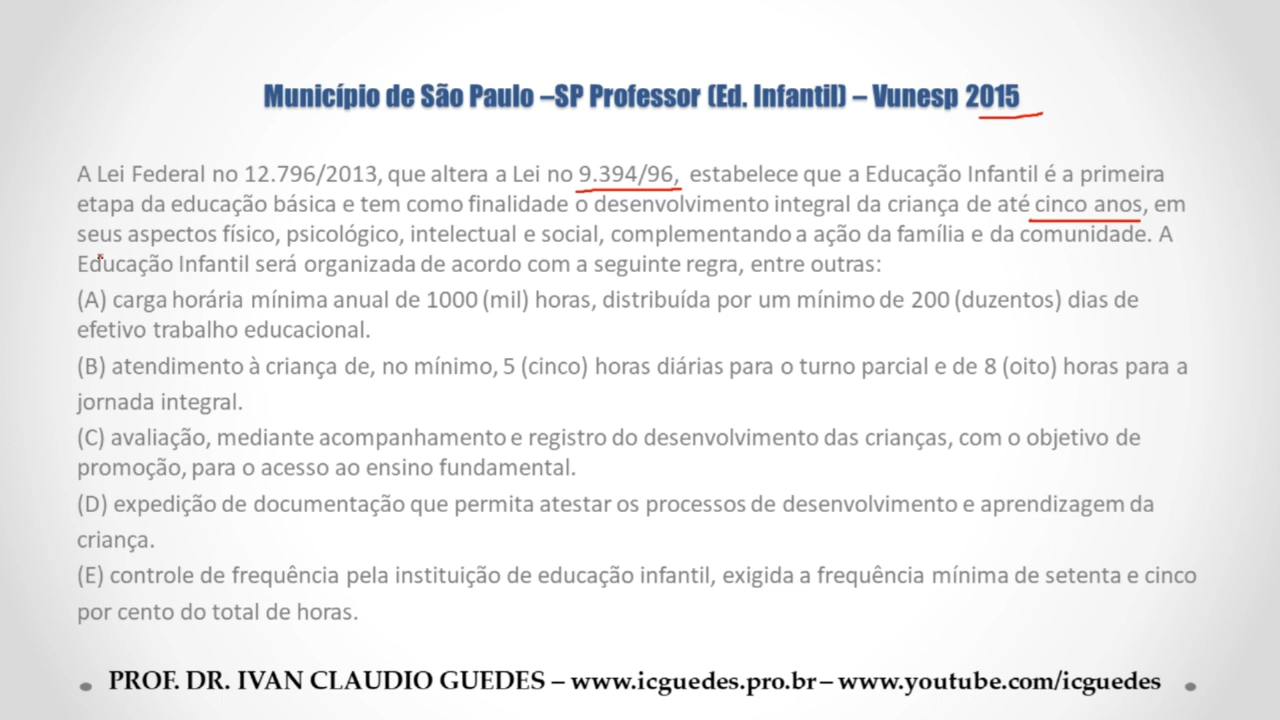 Município de São Paulo –SP Professor (Ed. Infantil) – Vunesp 2015
A Lei Federal no 12.796/2013, que altera a Lei no 9.394/96, estabelece que a Educação Infantil é a primeira
etapa da educação básica e tem como finalidade o desenvolvimento integral da criança de até cinco anos, em
seus aspectos físico, psicológico, intelectual e social, complementando a ação da família e da comunidade. A
Educação Infantil será organizada de acordo com a seguinte regra, entre outras:
(A) carga horária mínima anual de 1000 (mil) horas, distribuída por um mínimo de 200 (duzentos) dias de
efetivo trabalho educacional.
(B) atendimento à criança de, no mínimo, 5 (cinco) horas diárias para o turno parcial e de 8 (oito) horas para a
jornada integral.
(C) avaliação, mediante acompanhamento e registro do desenvolvimento das crianças, com o objetivo de
promoção, para o acesso ao ensino fundamental.
(D) expedição de documentação que permita atestar os processos de desenvolvimento e aprendizagem da
criança.
(E) controle de frequência pela instituição de educação infantil, exigida a frequência mínima de setenta e cinco
por cento do total de horas.
PROF. DR. IVAN CLAUDIO GUEDES – www.icguedes.pro.br – www.youtube.com/icguedes